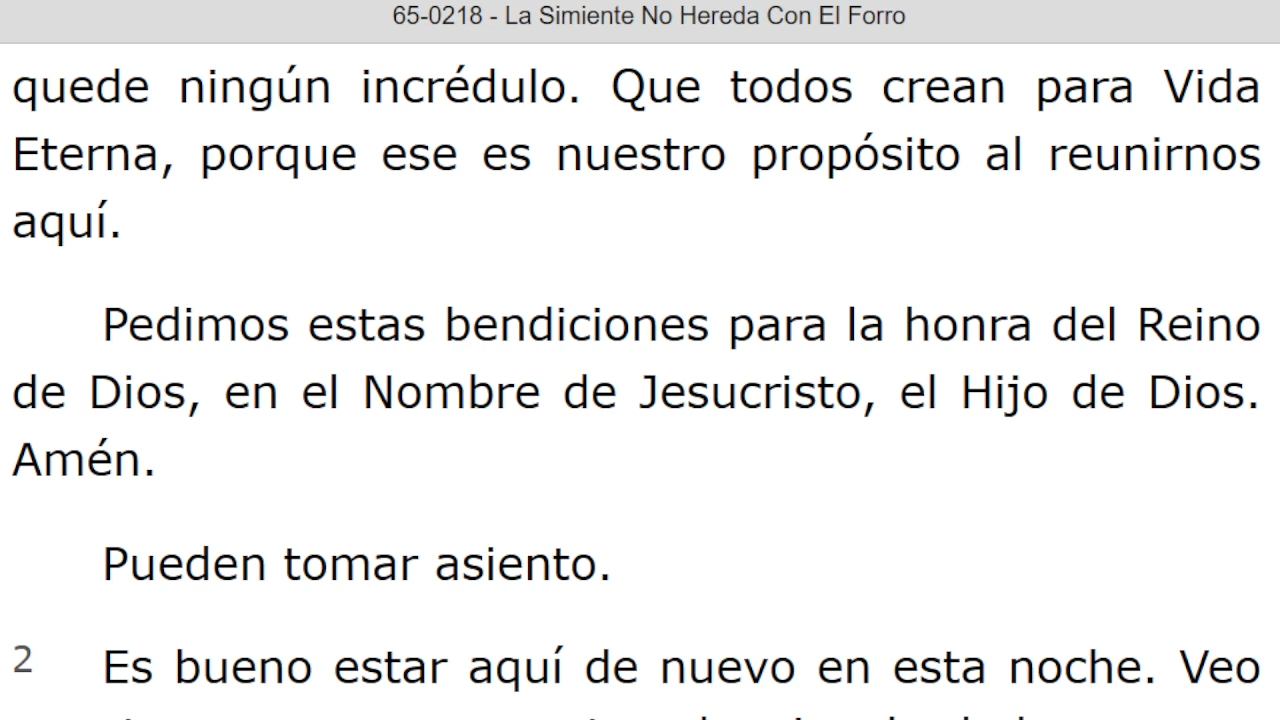 65-0218 - La Simiente No Hereda Con El Forro
quede ningún incrédulo. Que todos crean para Vida
Eterna, porque ese es nuestro propósito al reunirnos
aquí.
Pedimos estas bendiciones para la honra del Reino
de Dios, en el Nombre de Jesucristo, el Hijo de Dios.
Amén.
Pueden tomar asiento.
2 Es bueno estar aquí de nuevo en esta noche. Veo